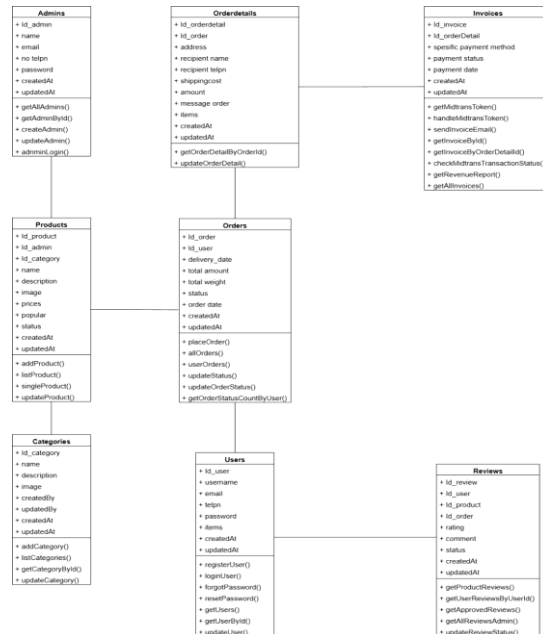 Admins
+ Id_admin
+ name
+ email
+ no telpn
+ password
+ createdAt
+ updatedAt
+ getAllAdmins()
+ getAdminById()
+ createAdmin()
+ updateAdmin()
+ adnminLogin()
Orderdetails
+ Id_orderdetail
+ Id_order
+ address
+ recipient name
+ recipient telpn
+ shippingcost
+ amount
+ message order
+ items
+ createdAt
+ updatedAt
+ getOrderDetailByOrderId()
+ updateOrderDetail()
Invoices
+ Id_invoice
+ Id_orderDetail
+ spesific payment method
+ payment status
+ payment date
+ createdAt
+ updatedAt
+ getMidtransToken()
+ handleMidtransToken()
+ sendInvoiceEmail()
+ getInvoiceById()
+ getInvoiceByOrderDetailId()
+ checkMidtransTransactionStatus()
+ getRevenueReport()
+ getAllInvoices()
Products
+ Id_product
+ Id_admin
+ Id_category
+ name
+ description
+ image
+ prices
+ popular
+ status
+ createdAt
+ updatedAt
+ addProduct()
+ listProduct()
+ singleProduct()
+ updateProduct()
Orders
+ Id_order
+ Id_user
+ delivery_date
+ total amount
+ total weight
+ status
+ order date
+ createdAt
+ updatedAt
+ placeOrder()
+ allOrders()
+ userOrders()
+ updateStatus()
+ updateOrderStatus()
+ getOrderStatusCountByUser()
Categories
+ Id_category
+ name
+ description
+ image
+ createdBy
+ updatedBy
+ createdAt
+ updatedAt
+ addCategory()
+ listCategories()
+ getCategoryById()
+ updateCategory()
Users
+ Id_user
+ username
+ email
+ telpn
+ password
+ items
+ createdAt
+ updatedAt
+ registerUser()
+ loginUser()
+ forgotPassword()
+ resetPassword()
+ getUsers()
+ getUserById()
+ updateUser()
Reviews
+ Id_review
+ Id_user
+ Id_product
+ Id_order
+ rating
+ comment
+ status
+ createdAt
+ updatedAt
+ getProductReviews()
+ getUserReviewsByUserId()
+ getApprovedReviews()
+ getAllReviewsAdmin()
+ updateReviewStatus()